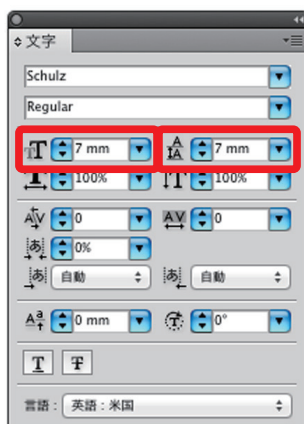 文字
Schulz
Regular
7 mm 7 mm
100% 100%
0 0
0%
自動 自動
0 mm 0°
言語 : 英語 : 米国